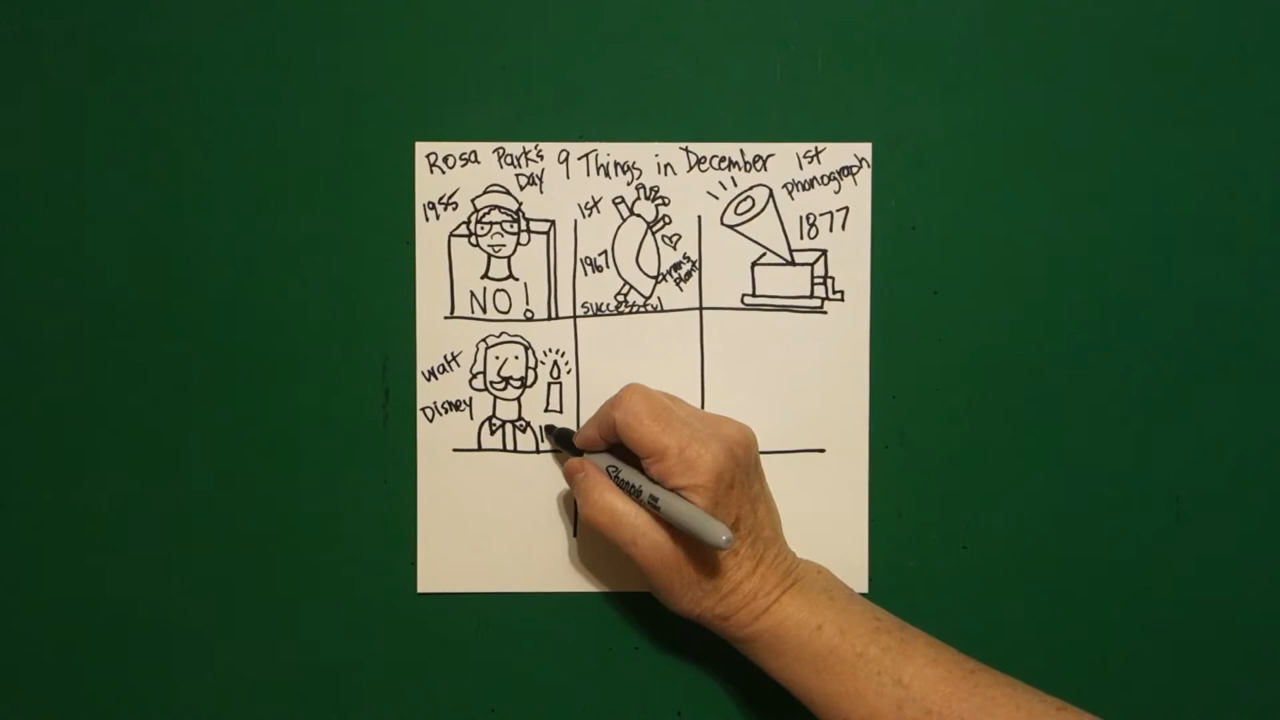 Rosa Park's
Day
9 Things in December
1st
phonograph
1877
1955
NO!
1st
1967
trans
plant
successful
Walt
Disney
1
Sharpie